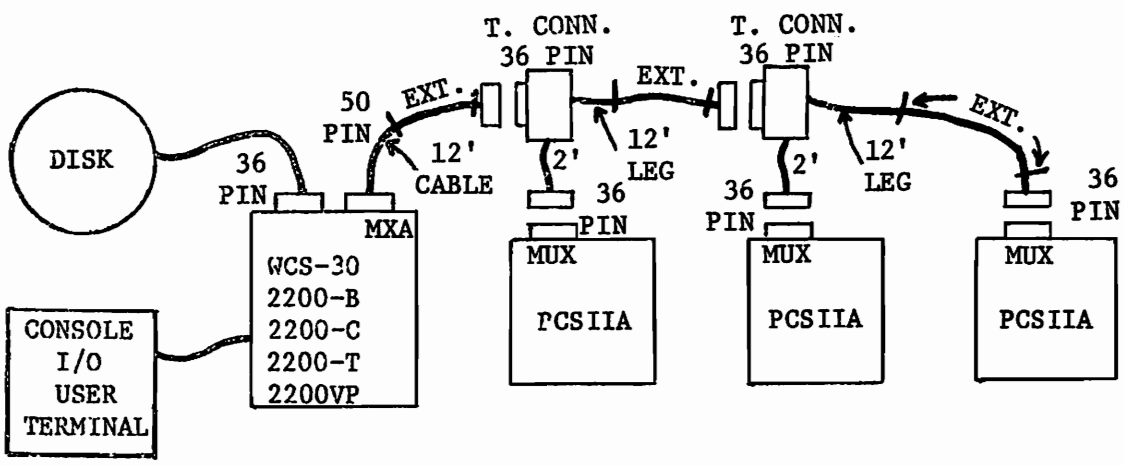 T. CONN.
36 PIN
T. CONN.
36 PIN
EXT.
50
PIN
12'
CABLE
EXT.
12'
LEG
2'
EXT.
12'
LEG
2'
DISK
36
PIN
MXA
WCS-30
2200-B
2200-C
2200-T
2200VP
CONSOLE
I/O
USER
TERMINAL
36
PIN
MUX
PCSIIA
36
PIN
MUX
PCSIIA
36
PIN
MUX
PCSIIA